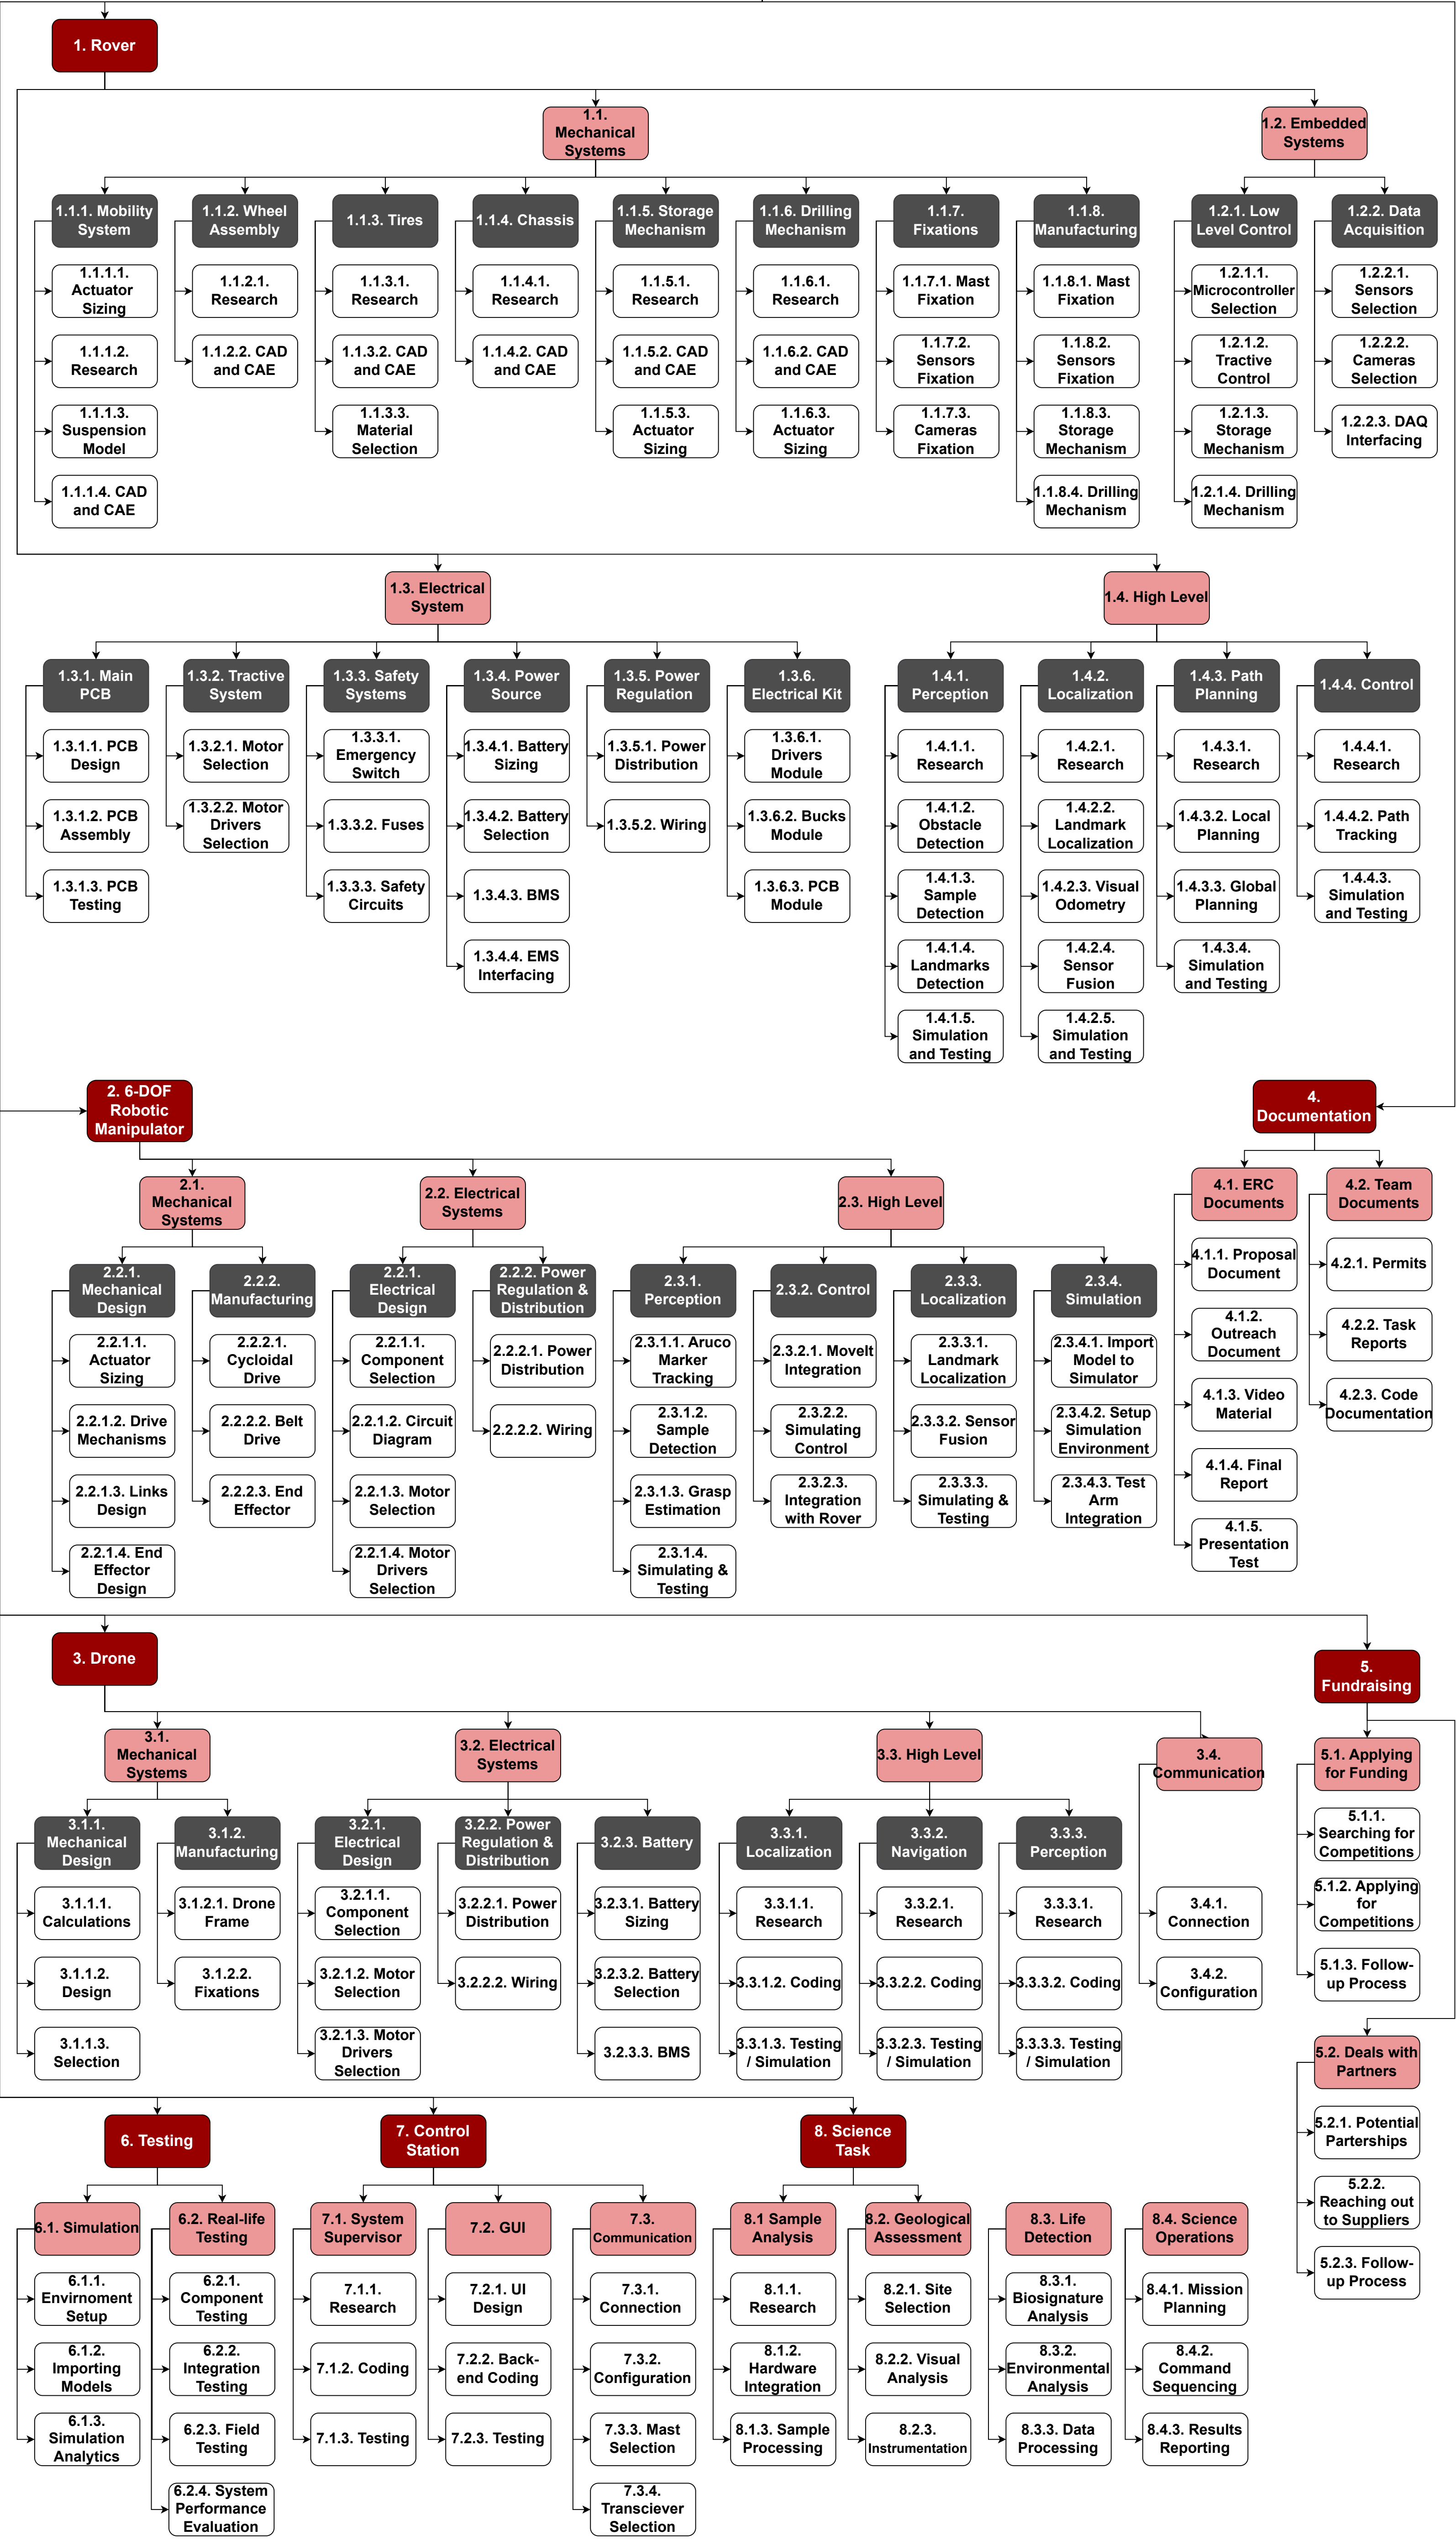 1. Rover
1.1.
Mechanical
Systems
1.2. Embedded
Systems
1.1.1. Mobility
System
1.1.2. Wheel
Assembly
1.1.3. Tires
1.1.4. Chassis
1.1.5. Storage
Mechanism
1.1.6. Drilling
Mechanism
1.1.7.
Fixations
1.1.8.
Manufacturing
1.2.1. Low
Level Control
1.2.2. Data
Acquisition
1.1.1.1.
Actuator
Sizing
1.1.2.1.
Research
1.1.3.1.
Research
1.1.4.1.
Research
1.1.5.1.
Research
1.1.6.1.
Research
1.1.7.1. Mast
Fixation
1.1.8.1. Mast
Fixation
1.2.1.1.
Microcontroller
Selection
1.2.2.1.
Sensors
Selection
1.1.1.2.
Research
1.1.2.2. CAD
and CAE
1.1.3.2. CAD
and CAE
1.1.4.2. CAD
and CAE
1.1.5.2. CAD
and CAE
1.1.6.2. CAD
and CAE
1.1.7.2.
Sensors
Fixation
1.1.8.2.
Sensors
Fixation
1.2.1.2.
Tractive
Control
1.2.2.2.
Cameras
Selection
1.1.1.3.
Suspension
Model
1.1.3.3.
Material
Selection
1.1.5.3.
Actuator
Sizing
1.1.6.3.
Actuator
Sizing
1.1.7.3.
Cameras
Fixation
1.1.8.3.
Storage
Mechanism
1.2.1.3.
Storage
Mechanism
1.2.2.3. DAQ
Interfacing
1.1.1.4. CAD
and CAE
1.1.8.4. Drilling
Mechanism
1.2.1.4. Drilling
Mechanism
1.3. Electrical
System
1.4. High Level
1.3.1. Main
PCB
1.3.2. Tractive
System
1.3.3. Safety
Systems
1.3.4. Power
Source
1.3.5. Power
Regulation
1.3.6.
Electrical Kit
1.4.1.
Perception
1.4.2.
Localization
1.4.3. Path
Planning
1.4.4. Control
1.3.1.1. PCB
Design
1.3.2.1. Motor
Selection
1.3.3.1.
Emergency
Switch
1.3.4.1. Battery
Sizing
1.3.5.1. Power
Distribution
1.3.6.1.
Drivers
Module
1.4.1.1.
Research
1.4.2.1.
Research
1.4.3.1.
Research
1.4.4.1.
Research
1.3.1.2. PCB
Assembly
1.3.2.2. Motor
Drivers
Selection
1.3.3.2. Fuses
1.3.4.2. Battery
Selection
1.3.5.2. Wiring
1.3.6.2. Bucks
Module
1.4.1.2.
Obstacle
Detection
1.4.2.2.
Landmark
Localization
1.4.3.2. Local
Planning
1.4.4.2. Path
Tracking
1.3.1.3. PCB
Testing
1.3.3.3. Safety
Circuits
1.3.4.3. BMS
1.3.6.3. PCB
Module
1.4.1.3.
Sample
Detection
1.4.2.3. Visual
Odometry
1.4.3.3. Global
Planning
1.4.4.3.
Simulation
and Testing
1.3.4.4. EMS
Interfacing
1.4.1.4.
Landmarks
Detection
1.4.2.4.
Sensor
Fusion
1.4.3.4.
Simulation
and Testing
1.4.1.5.
Simulation
and Testing
1.4.2.5.
Simulation
and Testing
2. 6-DOF
Robotic
Manipulator
4.
Documentation
2.1.
Mechanical
Systems
2.2. Electrical
Systems
2.3. High Level
4.1. ERC
Documents
4.2. Team
Documents
2.2.1.
Mechanical
Design
2.2.2.
Manufacturing
2.2.1.
Electrical
Design
2.2.2. Power
Regulation &
Distribution
2.3.1.
Perception
2.3.2. Control
2.3.3.
Localization
2.3.4.
Simulation
4.1.1. Proposal
Document
4.2.1. Permits
2.2.1.1.
Actuator
Sizing
2.2.2.1.
Cycloidal
Drive
2.2.1.1.
Component
Selection
2.2.2.1. Power
Distribution
2.3.1.1. Aruco
Marker
Tracking
2.3.2.1. MoveIt
Integration
2.3.3.1.
Landmark
Localization
2.3.4.1. Import
Model to
Simulator
4.1.2.
Outreach
Document
4.2.2. Task
Reports
2.2.1.2. Drive
Mechanisms
2.2.2.2. Belt
Drive
2.2.1.2. Circuit
Diagram
2.2.2.2. Wiring
2.3.1.2.
Sample
Detection
2.3.2.2.
Simulating
Control
2.3.3.2. Sensor
Fusion
2.3.4.2. Setup
Simulation
Environment
4.1.3. Video
Material
4.2.3. Code
Documentation
2.2.1.3. Links
Design
2.2.2.3. End
Effector
2.2.1.3. Motor
Selection
2.3.1.3. Grasp
Estimation
2.3.2.3.
Integration
with Rover
2.3.3.3.
Simulating &
Testing
2.3.4.3. Test
Arm
Integration
4.1.4. Final
Report
2.2.1.4. End
Effector
Design
2.2.1.4. Motor
Drivers
Selection
2.3.1.4.
Simulating &
Testing
4.1.5.
Presentation
Test
3. Drone
5.
Fundraising
3.1.
Mechanical
Systems
3.2. Electrical
Systems
3.3. High Level
3.4.
Communication
5.1. Applying
for Funding
3.1.1.
Mechanical
Design
3.1.2.
Manufacturing
3.2.1.
Electrical
Design
3.2.2. Power
Regulation &
Distribution
3.2.3. Battery
3.3.1.
Localization
3.3.2.
Navigation
3.3.3.
Perception
5.1.1.
Searching for
Competitions
3.1.1.1.
Calculations
3.1.2.1. Drone
Frame
3.2.1.1.
Component
Selection
3.2.2.1. Power
Distribution
3.2.3.1. Battery
Sizing
3.3.1.1.
Research
3.3.2.1.
Research
3.3.3.1.
Research
3.4.1.
Connection
5.1.2. Applying
for
Competitions
3.1.1.2.
Design
3.1.2.2.
Fixations
3.2.1.2. Motor
Selection
3.2.2.2. Wiring
3.2.3.2. Battery
Selection
3.3.1.2. Coding
3.3.2.2. Coding
3.3.3.2. Coding
3.4.2.
Configuration
5.1.3. Follow-
up Process
3.1.1.3.
Selection
3.2.1.3. Motor
Drivers
Selection
3.2.3.3. BMS
3.3.1.3. Testing
/ Simulation
3.3.2.3. Testing
/ Simulation
3.3.3.3. Testing
/ Simulation
5.2. Deals with
Partners
6. Testing
7. Control
Station
8. Science
Task
5.2.1. Potential
Parterships
5.2.2.
Reaching out
to Suppliers
5.2.3. Follow-
up Process
6.1. Simulation
6.2. Real-life
Testing
7.1. System
Supervisor
7.2. GUI
7.3.
Communication
8.1 Sample
Analysis
8.2. Geological
Assessment
8.3. Life
Detection
8.4. Science
Operations
6.1.1.
Envirnoment
Setup
6.2.1.
Component
Testing
7.1.1.
Research
7.2.1. UI
Design
7.3.1.
Connection
8.1.1.
Research
8.2.1. Site
Selection
8.3.1.
Biosignature
Analysis
8.4.1. Mission
Planning
6.1.2.
Importing
Models
6.2.2.
Integration
Testing
7.1.2. Coding
7.2.2. Back-
end Coding
7.3.2.
Configuration
8.1.2.
Hardware
Integration
8.2.2. Visual
Analysis
8.3.2.
Environmental
Analysis
8.4.2.
Command
Sequencing
6.1.3.
Simulation
Analytics
6.2.3. Field
Testing
7.1.3. Testing
7.2.3. Testing
7.3.3. Mast
Selection
8.1.3. Sample
Processing
8.2.3.
Instrumentation
8.3.3. Data
Processing
8.4.3. Results
Reporting
6.2.4. System
Performance
Evaluation
7.3.4.
Transciever
Selection